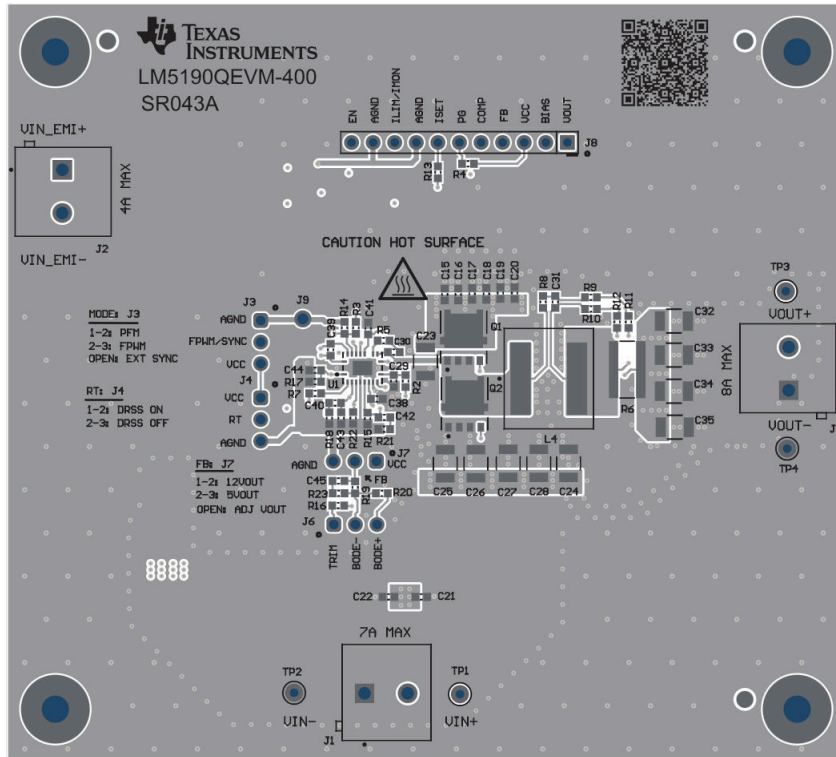 TEXAS
INSTRUMENTS
LM5190QEVM-400
SR043A
EN
AGND
ILIM/IMON
AGND
ISET
PG
COMP
FB
VCC
BIAS
VOUT
J8
R13
R4
VIN_EMI+
4A MAX
J2
VIN_EMI-
CAUTION HOT SURFACE
C15
C16
C17
C18
C19
C20
R8
C31
R9
R10
R12
R11
TP3
VOUT+
C32
C33
C34
C35
8A MAX
J
VOUT-
TP4
MODE: J3
1-2: PFM
2-3: FPWM
OPEN: EXT SYNC
J3
J9
AGND
FPWM/SYNC
VCC
J4
VCC
RT
AGND
R14
R3
C41
C39
R5
C30
C23
Q1
C29
R2
Q2
C44
R17
R7
U1
C40
C38
C42
R21
R18
C43
R22
R15
R6
L4
RT: J4
1-2: DRSS ON
2-3: DRSS OFF
AGND
J7
VCC
FB: J7
1-2: 12VOUT
2-3: 5VOUT
OPEN: ADJ VOUT
C45
R23
R16
R19
FB
R20
J6
TRIM
BODE-
BODE+
C25
C26
C27
C28
C24
C22
C21
7A MAX
TP2
VIN-
TP1
VIN+
J1